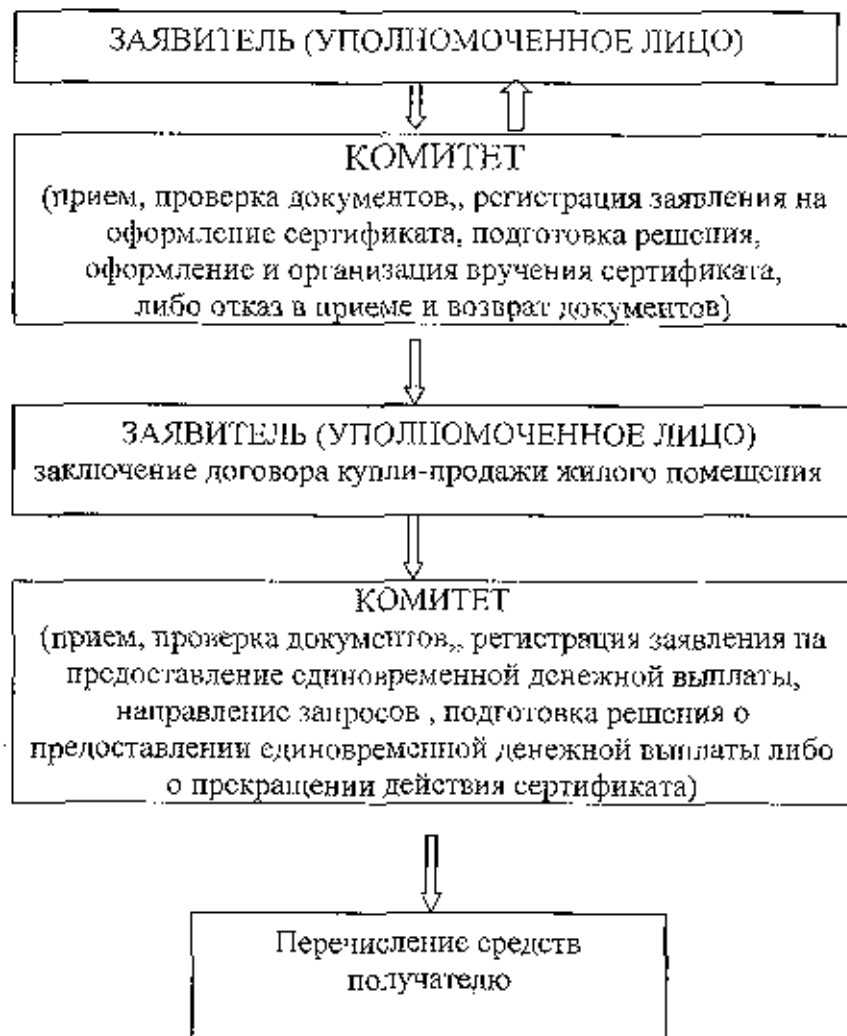 ЗАЯВИТЕЛЬ (УПОЛНОМОЧЕННОЕ ЛИЦО)
КОМИТЕТ
(прием, проверка документов,, регистрация заявления на
оформление сертификата, подготовка решения,
оформление и организация вручения сертификата,
либо отказ в приеме и возврат документов)
ЗАЯВИТЕЛЬ (УПОЛНОМОЧЕННОЕ ЛИЦО)
заключение договора купли-продажи жилого помещения
КОМИТЕТ
(прием, проверка документов,, регистрация заявления на
предоставление единовременной денежной выплаты,
направление запросов , подготовка решения о
предоставлении единовременной денежной выплаты либо
о прекращении действия сертификата)
Перечисление средств
получателю